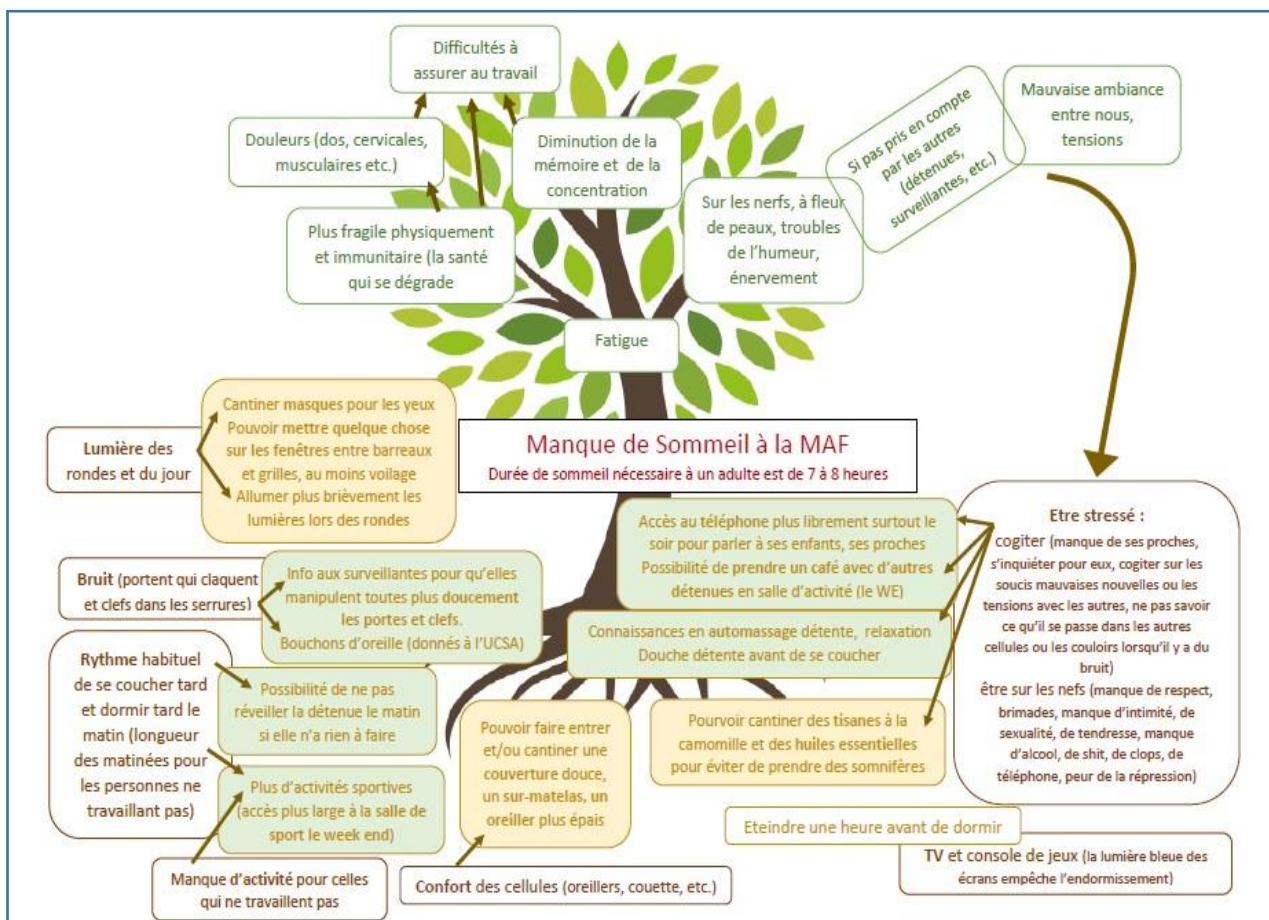 Difficultés à
assurer au travail
Douleurs (dos, cervicales,
musculaires etc.)
Diminution de la
mémoire et de la
concentration
Si pas pris en compte
par les autres
(détenues,
surveillantes, etc.)
Mauvaise ambiance
entre nous,
tensions
Plus fragile physiquement
et immunitaire (la santé
qui se dégrade
Sur les nerfs, à fleur
de peaux, troubles
de l'humeur,
énervement
Fatigue
Manque de Sommeil à la MAF
Durée de sommeil nécessaire à un adulte est de 7 à 8 heures
Lumière des
rondes et du jour
Cantiner masques pour les yeux
Pouvoir mettre quelque chose
sur les fenêtres entre barreaux
et grilles, au moins voilage
Allumer plus brièvement les
lumières lors des rondes
Bruit (portent qui claquent
et clefs dans les serrures)
Info aux surveillantes pour qu'elles
manipulent toutes plus doucement
les portes et clefs.
Bouchons d'oreille (donnés à l'UCSA)
Rythme habituel
de se coucher tard
et dormir tard le
matin (longueur
des matinées pour
les personnes ne
travaillant pas)
Possibilité de ne pas
réveiller la détenue le matin
si elle n'a rien à faire
Plus d'activités sportives
(accès plus large à la salle de
sport le week end)
Manque d'activité pour celles
qui ne travaillent pas
Pouvoir faire entrer
et/ou cantiner une
couverture douce,
un sur-matelas, un
oreiller plus épais
Confort des cellules (oreillers, couette, etc.)
Accès au téléphone plus librement surtout le
soir pour parler à ses enfants, ses proches
Possibilité de prendre un café avec d'autres
détenues en salle d'activité (le WE)
Connaissances en automassage détente, relaxation
Douche détente avant de se coucher
Pourvoir cantiner des tisanes à la
camomille et des huiles essentielles
pour éviter de prendre des somnifères
Etre stressé :
cogiter (manque de ses proches,
s'inquiéter pour eux, cogiter sur les
soucis mauvaises nouvelles ou les
tensions avec les autres, ne pas savoir
ce qu'il se passe dans les autres
cellules ou les couloirs lorsqu'il y a du
bruit)
être sur les nefs (manque de respect,
brimades, manque d'intimité, de
sexualité, de tendresse, manque
d'alcool, de shit, de clops, de
téléphone, peur de la répression)
Eteindre une heure avant de dormir
TV et console de jeux (la lumière bleue des
écrans empêche l'endormissement)